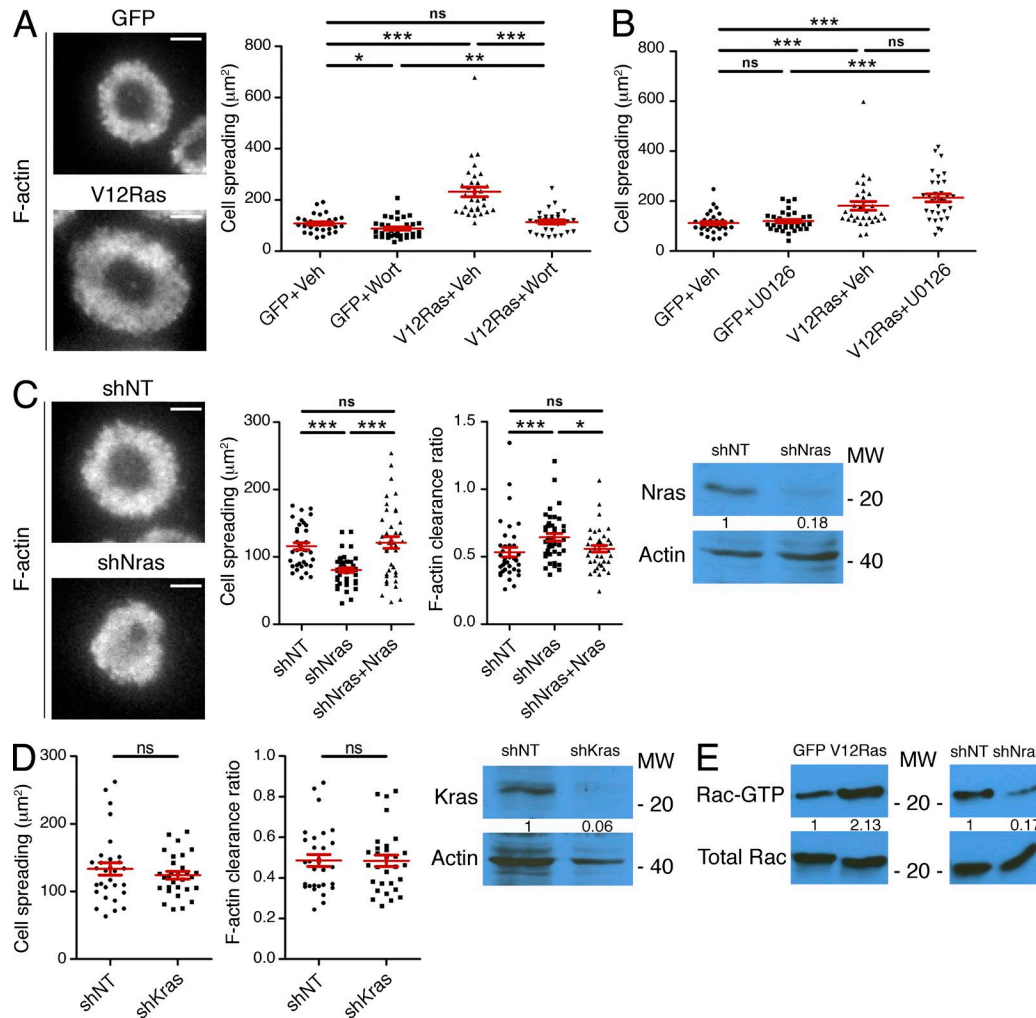 A
GFP
V12Ras
F-actin
Cell spreading (μm²)
800
600
400
200
0
ns
*** ***
* **
GFP+Veh
GFP+Wort
V12Ras+Veh
V12Ras+Wort
B
Cell spreading (μm²)
800
600
400
200
0
***
*** ns
ns ***
GFP+Veh
GFP+U0126
V12Ras+Veh
V12Ras+U0126
C
shNT
shNras
F-actin
Cell spreading (μm²)
300
200
100
0
ns
*** ***
shNT
shNras
shNras+Nras
F-actin clearance ratio
1.5
1.0
0.5
0.0
ns
*** *
shNT
shNras
shNras+Nras
shNT shNras MW
Nras - 20
1 0.18
Actin - 40
D
Cell spreading (μm²)
300
200
100
0
ns
shNT
shKras
F-actin clearance ratio
1.0
0.8
0.6
0.4
0.2
0.0
ns
shNT
shKras
shNT shKras MW
Kras - 20
1 0.06
Actin - 40
E
GFP V12Ras MW shNT shNras
Rac-GTP - 20 -
1 2.13 1 0.17
Total Rac - 20 -